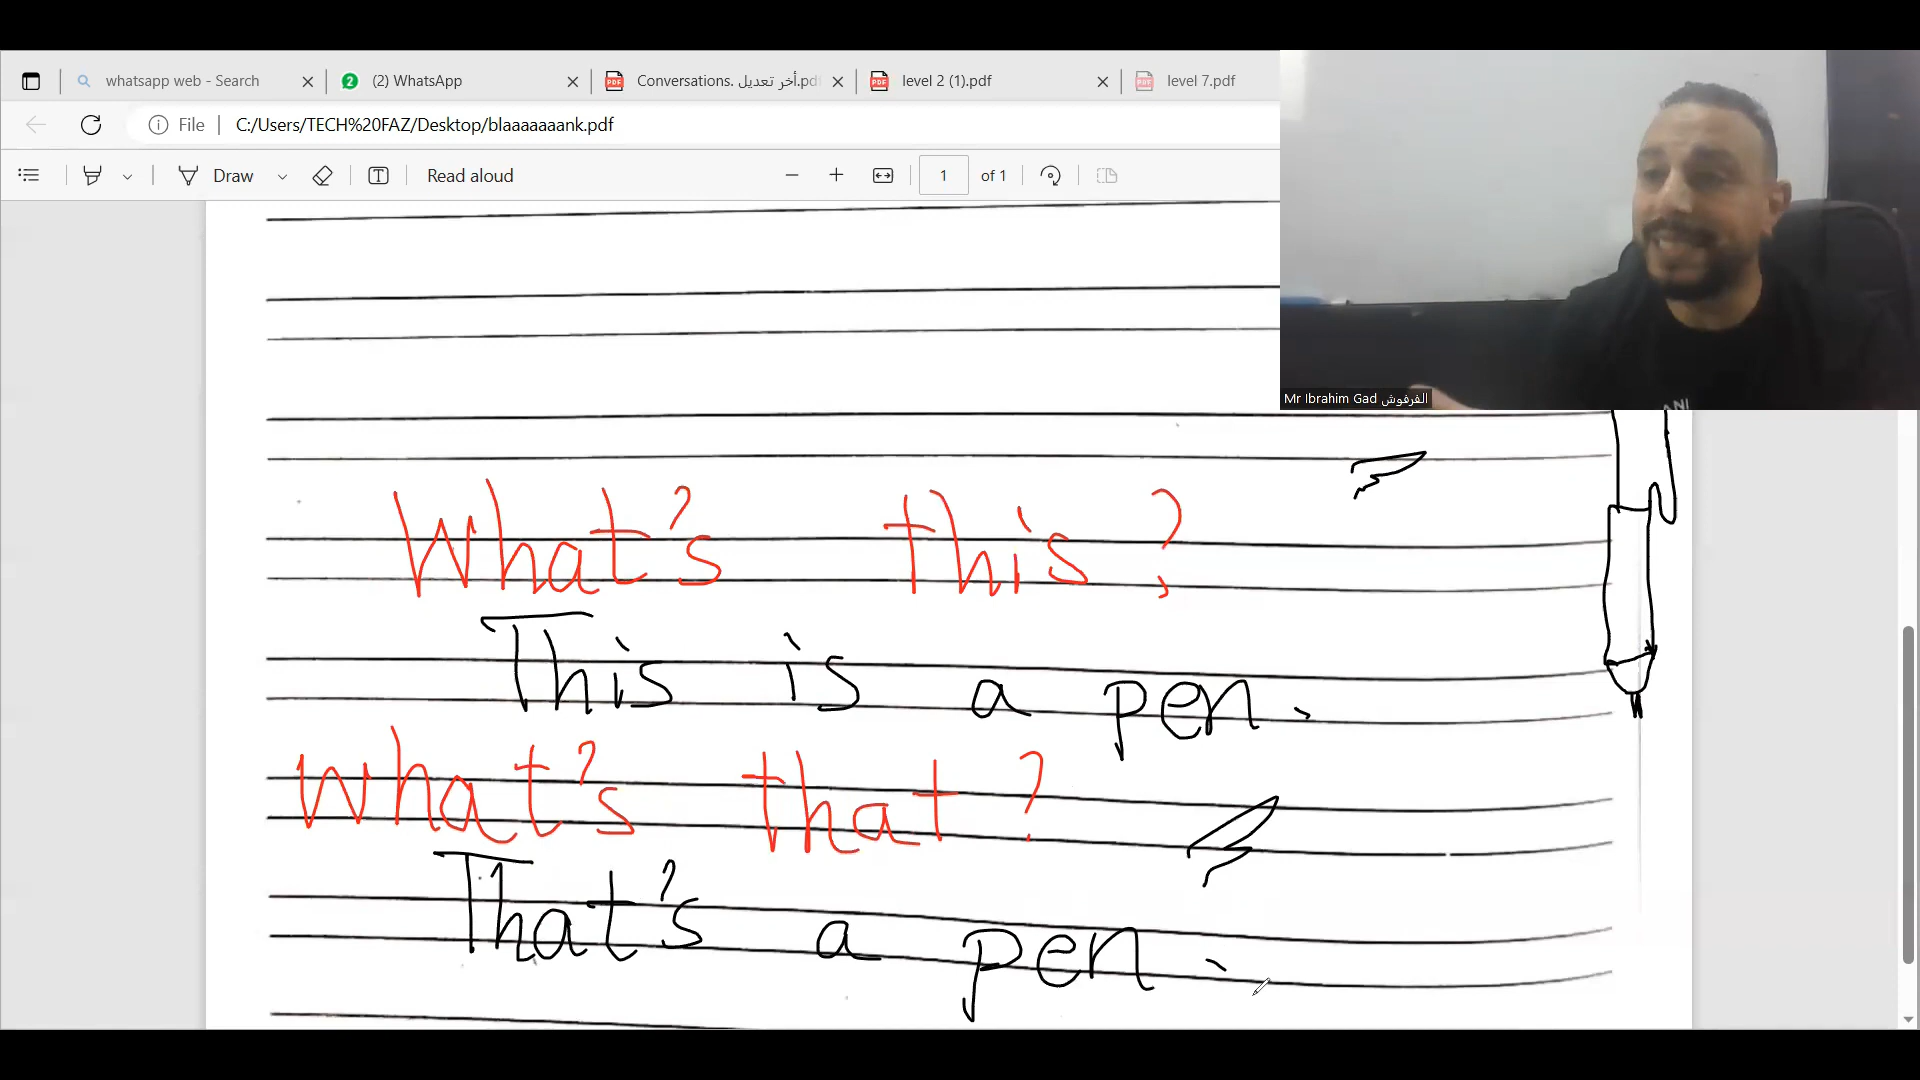 whatsapp web - Search
(2) WhatsApp
Conversations. أخر تعديل.pd
level 2 (1).pdf
level 7.pdf
File
C:/Users/TECH%20FAZ/Desktop/blaaaaaaank.pdf
Draw
Read aloud
1
of 1
Mr Ibrahim Gad الفرفوش
What's this?
This is a pen.
What's that?
That's a pen.